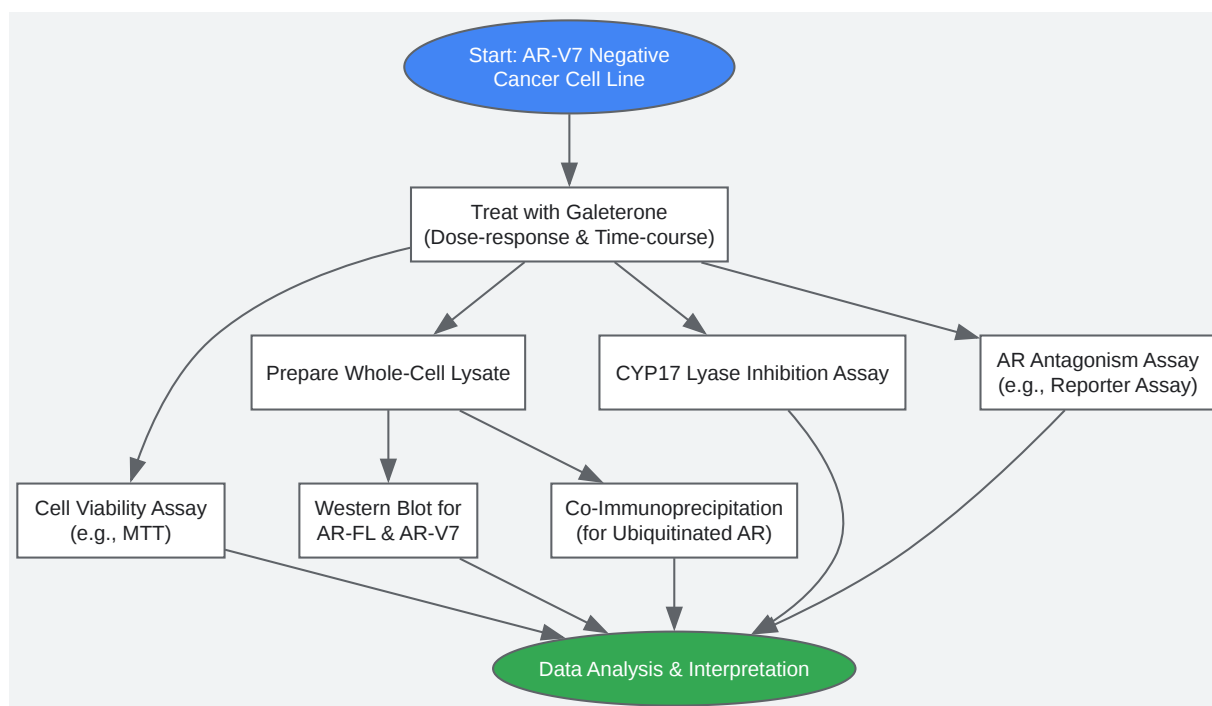 Start: AR-V7 Negative
Cancer Cell Line
Treat with Galeterone
(Dose-response & Time-course)
Prepare Whole-Cell Lysate
CYP17 Lyase Inhibition Assay
AR Antagonism Assay
(e.g., Reporter Assay)
Cell Viability Assay
(e.g., MTT)
Western Blot for
AR-FL & AR-V7
Co-Immunoprecipitation
(for Ubiquitinated AR)
Data Analysis & Interpretation